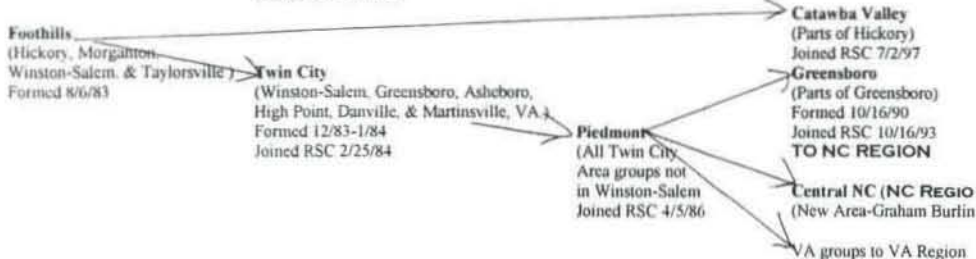 Foothills
(Hickory, Morganton,
Winston-Salem, & Taylorsville)
Formed 8/6/83
Twin City
(Winston-Salem, Greensboro, Asheboro,
High Point, Danville, & Martinsville, VA)
Formed 12/83-1/84
Joined RSC 2/25/84
Piedmont
(All Twin City
Area groups not
in Winston-Salem
Joined RSC 4/5/86
Catawba Valley
(Parts of Hickory)
Joined RSC 7/2/97
Greensboro
(Parts of Greensboro)
Formed 10/16/90
Joined RSC 10/16/93
TO NC REGION
Central NC (NC REGIO
(New Area-Graham Burlin
VA groups to VA Region